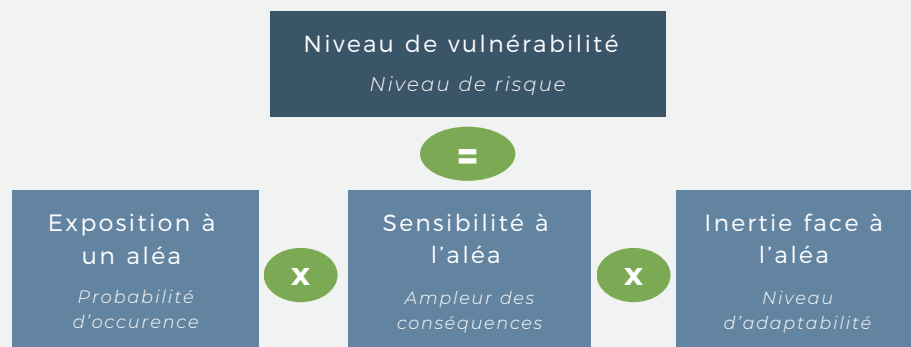 Niveau de vulnérabilité
Niveau de risque
=
Exposition à
un aléa
Probabilité
d'occurence
x
Sensibilité à
l'aléa
Ampleur des
conséquences
x
Inertie face à
l'aléa
Niveau
d'adaptabilité